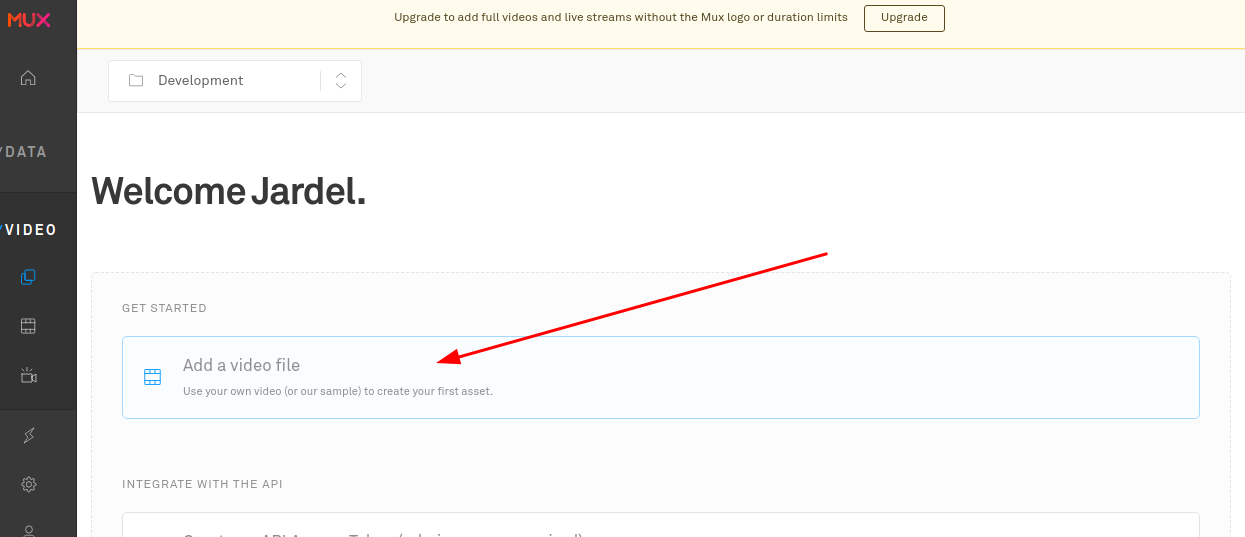 MUX
Upgrade to add full videos and live streams without the Mux logo or duration limits
Upgrade
Development
DATA
Welcome Jardel.
VIDEO
GET STARTED
Add a video file
Use your own video (or our sample) to create your first asset.
INTEGRATE WITH THE API